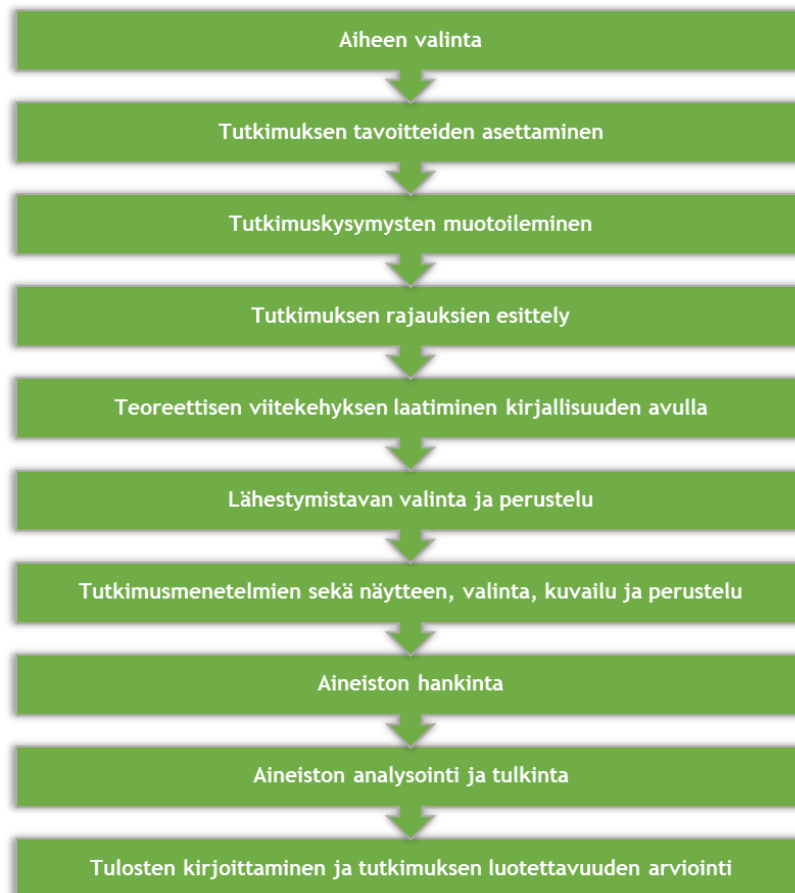 Aiheen valinta
Tutkimuksen tavoitteiden asettaminen
Tutkimuskysymysten muotoileminen
Tutkimuksen rajauksien esittely
Teoreettisen viitekehyksen laatiminen kirjallisuuden avulla
Lähestymistavan valinta ja perustelu
Tutkimusmenetelmien sekä näytteen, valinta, kuvailu ja perustelu
Aineiston hankinta
Aineiston analysointi ja tulkinta
Tulosten kirjoittaminen ja tutkimuksen luotettavuuden arviointi